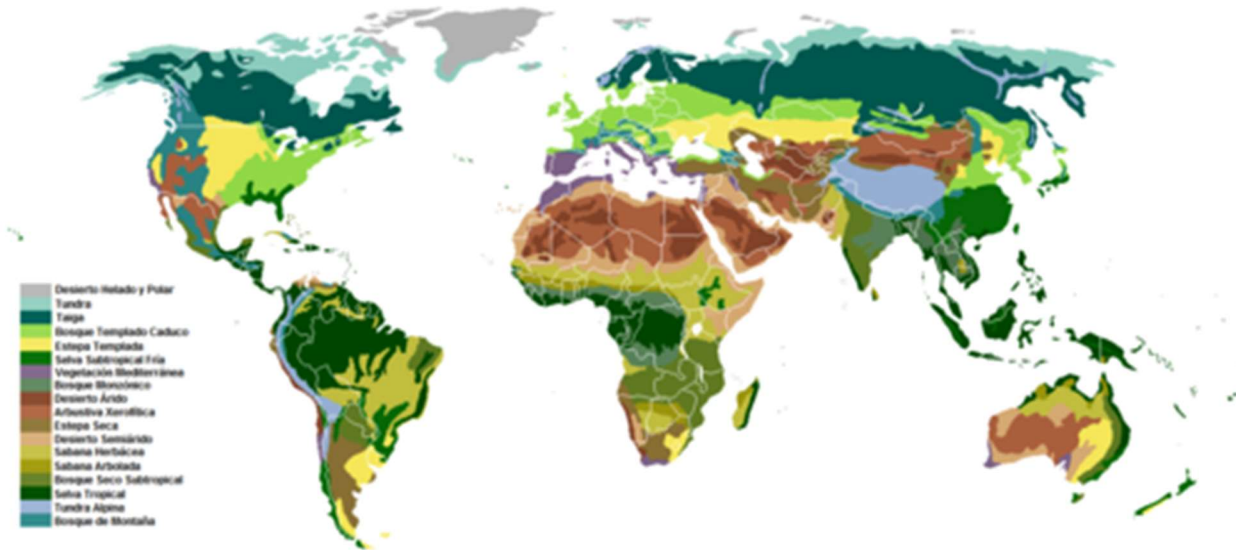 Desierto Helado y Polar
Tundra
Taiga
Bosque Templado Caduco
Estepa Templada
Selva Subtropical Fría
Vegetación Mediterránea
Bosque Monzónico
Desierto Árido
Arbustiva Xerofítica
Estepa Seca
Desierto Semiárido
Sabana Herbácea
Sabana Arbolada
Bosque Seco Subtropical
Selva Tropical
Tundra Alpina
Bosque de Montaña